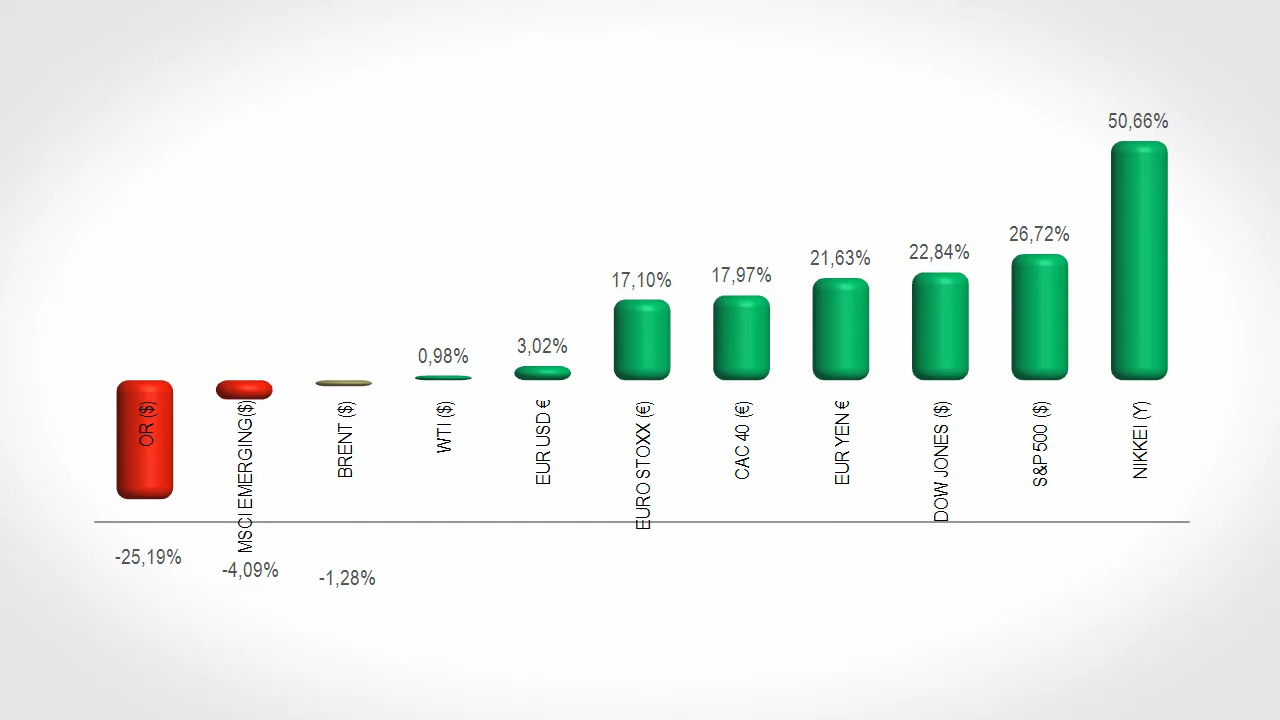 50,66%
26,72%
22,84%
21,63%
17,97%
17,10%
3,02%
0,98%
OR ($)
MSCI EMERGING($)
BRENT ($)
WTI ($)
EUR USD €
EURO STOXX (€)
CAC 40 (€)
EUR YEN €
DOW JONES ($)
S&P 500 ($)
NIKKEI (Y)
-25,19%
-4,09%
-1,28%